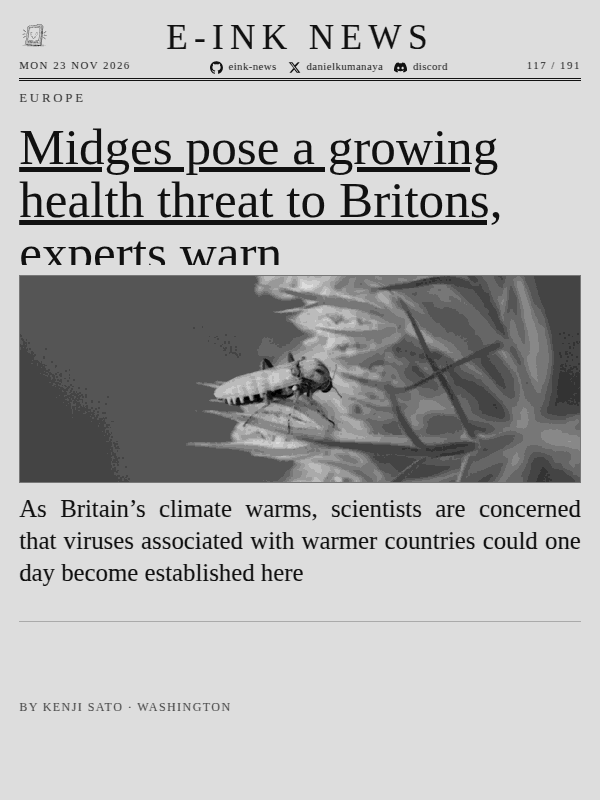 E-INK NEWS
MON 23 NOV 2026
eink-news
danielkumanaya
discord
117 / 191
EUROPE
Midges pose a growing
health threat to Britons,
experts warn
As Britain’s climate warms, scientists are concerned
that viruses associated with warmer countries could one
day become established here
BY KENJI SATO · WASHINGTON